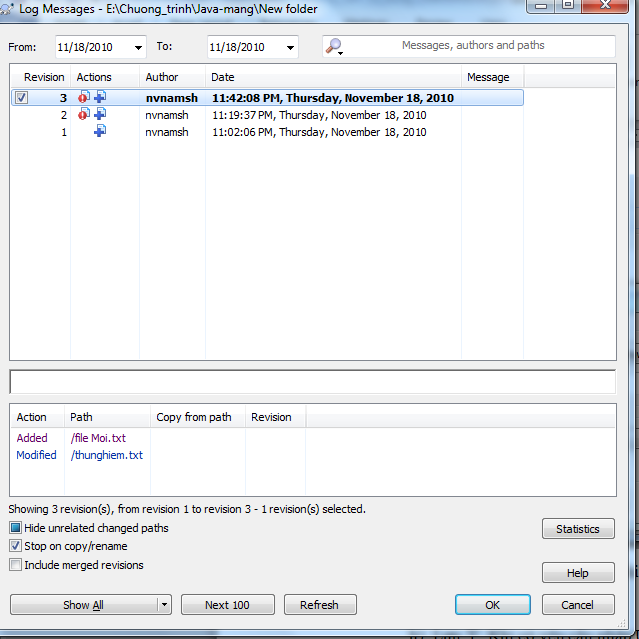 Log Messages - E:\Chuong_trinh\Java-mang\New folder
From: 11/18/2010 To: 11/18/2010 Messages, authors and paths
Revision Actions Author Date Message
3 nvnamsh 11:42:08 PM, Thursday, November 18, 2010
2 nvnamsh 11:19:37 PM, Thursday, November 18, 2010
1 nvnamsh 11:02:06 PM, Thursday, November 18, 2010
Action Path Copy from path Revision
Added /file Moi.txt
Modified /thunghiem.txt
Showing 3 revision(s), from revision 1 to revision 3 - 1 revision(s) selected.
Hide unrelated changed paths
Statistics
Stop on copy/rename
Include merged revisions
Help
Show All Next 100 Refresh OK Cancel